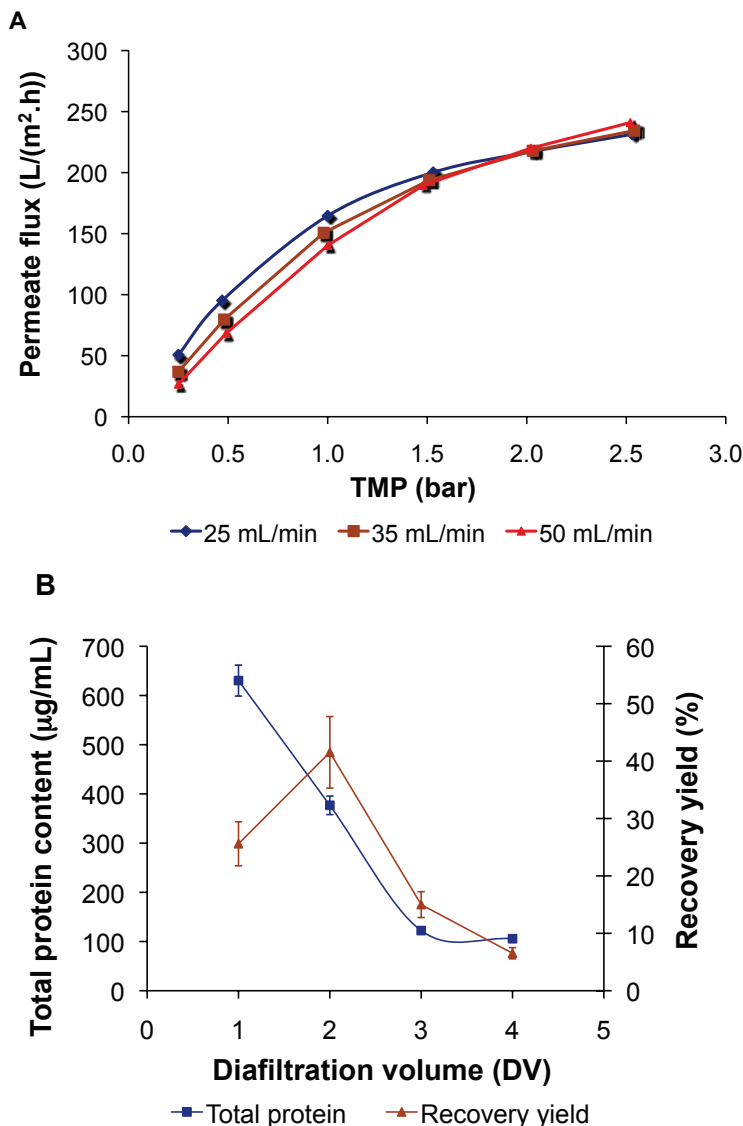 A
Permeate flux (L/(m².h))
300
250
200
150
100
50
0
0.0 0.5 1.0 1.5 2.0 2.5 3.0
TMP (bar)
25 mL/min 35 mL/min 50 mL/min
B
Total protein content (µg/mL)
700
600
500
400
300
200
100
0
60
50
40
30
20
10
0
Recovery yield (%)
0 1 2 3 4 5
Diafiltration volume (DV)
Total protein Recovery yield